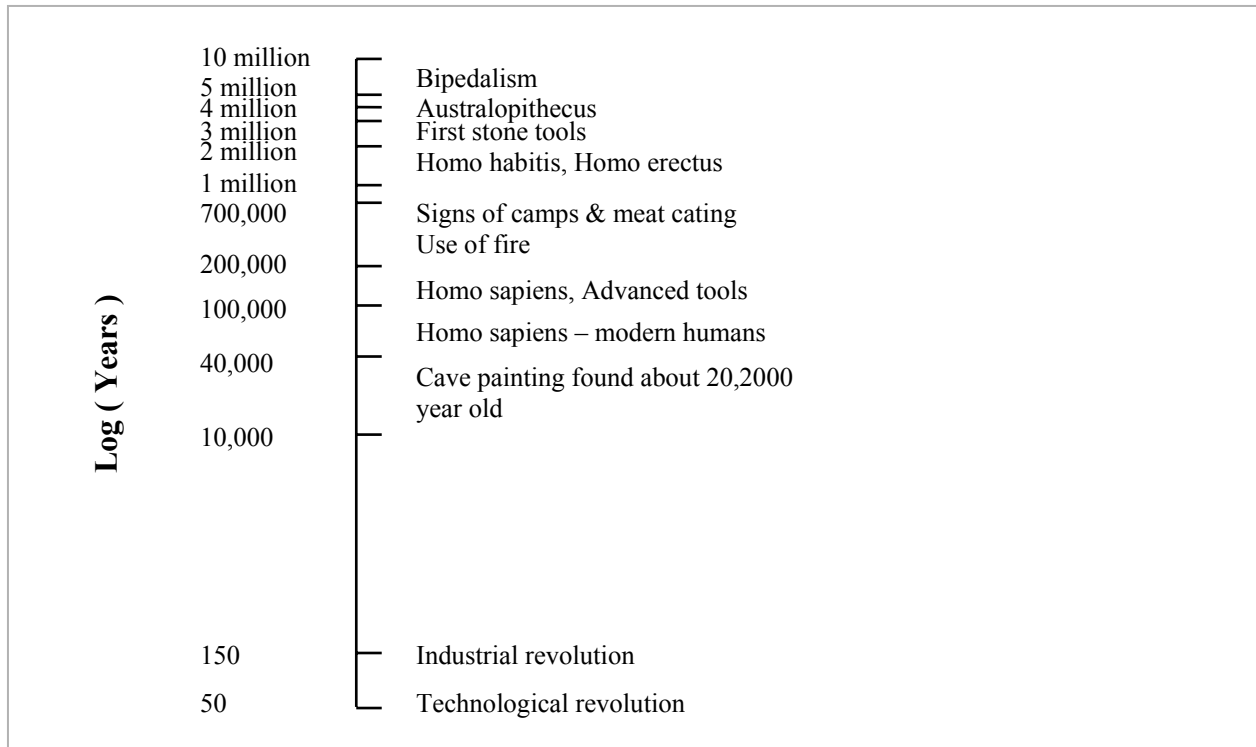 10 million
Bipedalism
5 million
4 million
Australopithecus
3 million
First stone tools
2 million
Homo habitis, Homo erectus
1 million
700,000
Signs of camps & meat cating
Use of fire
200,000
Homo sapiens, Advanced tools
100,000
Homo sapiens – modern humans
40,000
Cave painting found about 20,2000
year old
10,000
Log ( Years )
150
Industrial revolution
50
Technological revolution